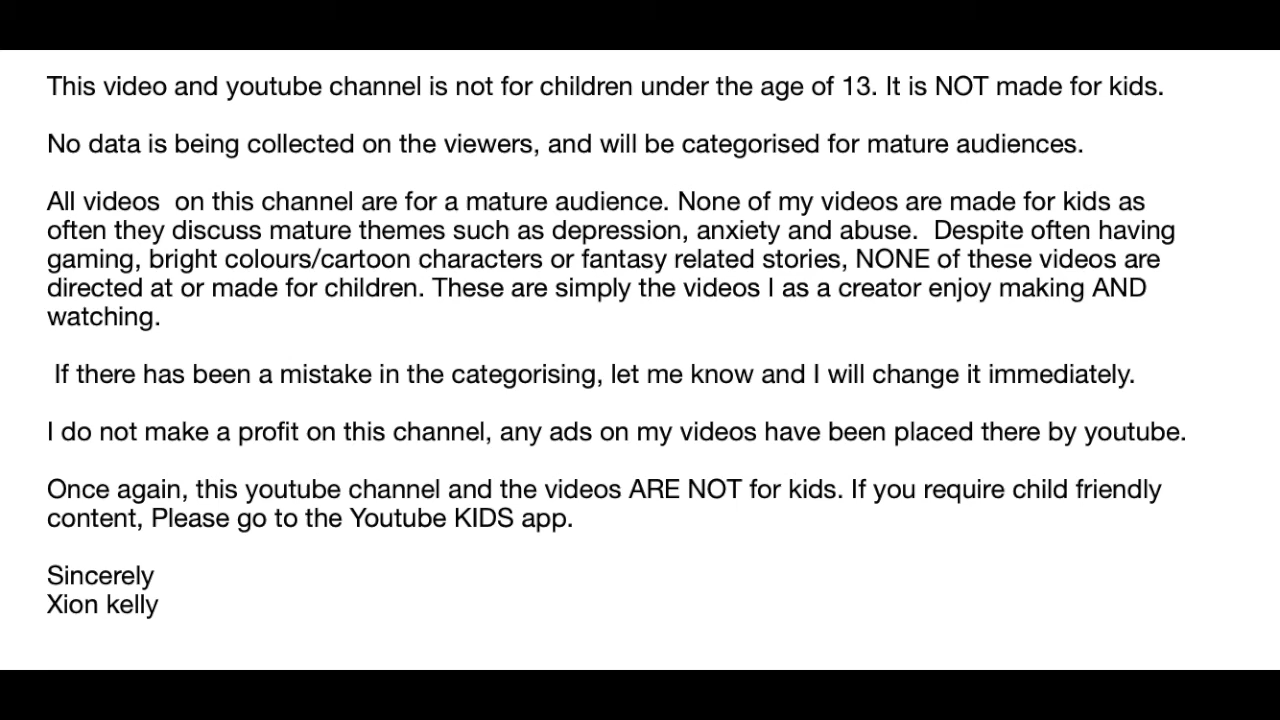 This video and youtube channel is not for children under the age of 13. It is NOT made for kids.
No data is being collected on the viewers, and will be categorised for mature audiences.
All videos  on this channel are for a mature audience. None of my videos are made for kids as
often they discuss mature themes such as depression, anxiety and abuse.  Despite often having
gaming, bright colours/cartoon characters or fantasy related stories, NONE of these videos are
directed at or made for children. These are simply the videos I as a creator enjoy making AND
watching.
If there has been a mistake in the categorising, let me know and I will change it immediately.
I do not make a profit on this channel, any ads on my videos have been placed there by youtube.
Once again, this youtube channel and the videos ARE NOT for kids. If you require child friendly
content, Please go to the Youtube KIDS app.
Sincerely
Xion kelly